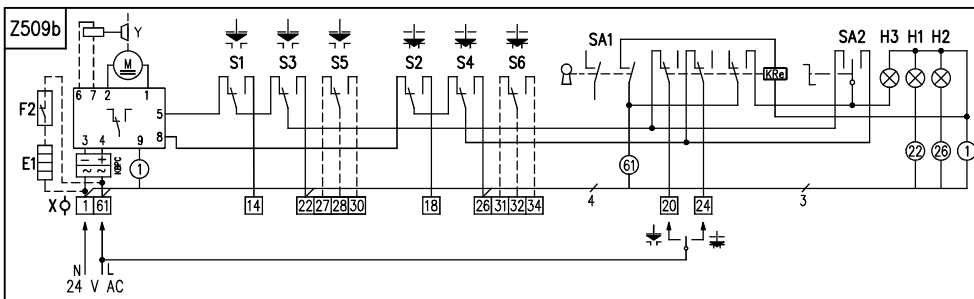 Z509b
Y
M
6 7 2 1
S1 S3 S5 S2 S4 S6
SA1
KRe
SA2 H3 H1 H2
F2
5
8
3 4 9
E1
− +
~ ~
KBPC
1
61
22 26 1
X 1 61 14 22 27 28 30 18 26 31 32 34
4
20 24
3
N L
24 V AC